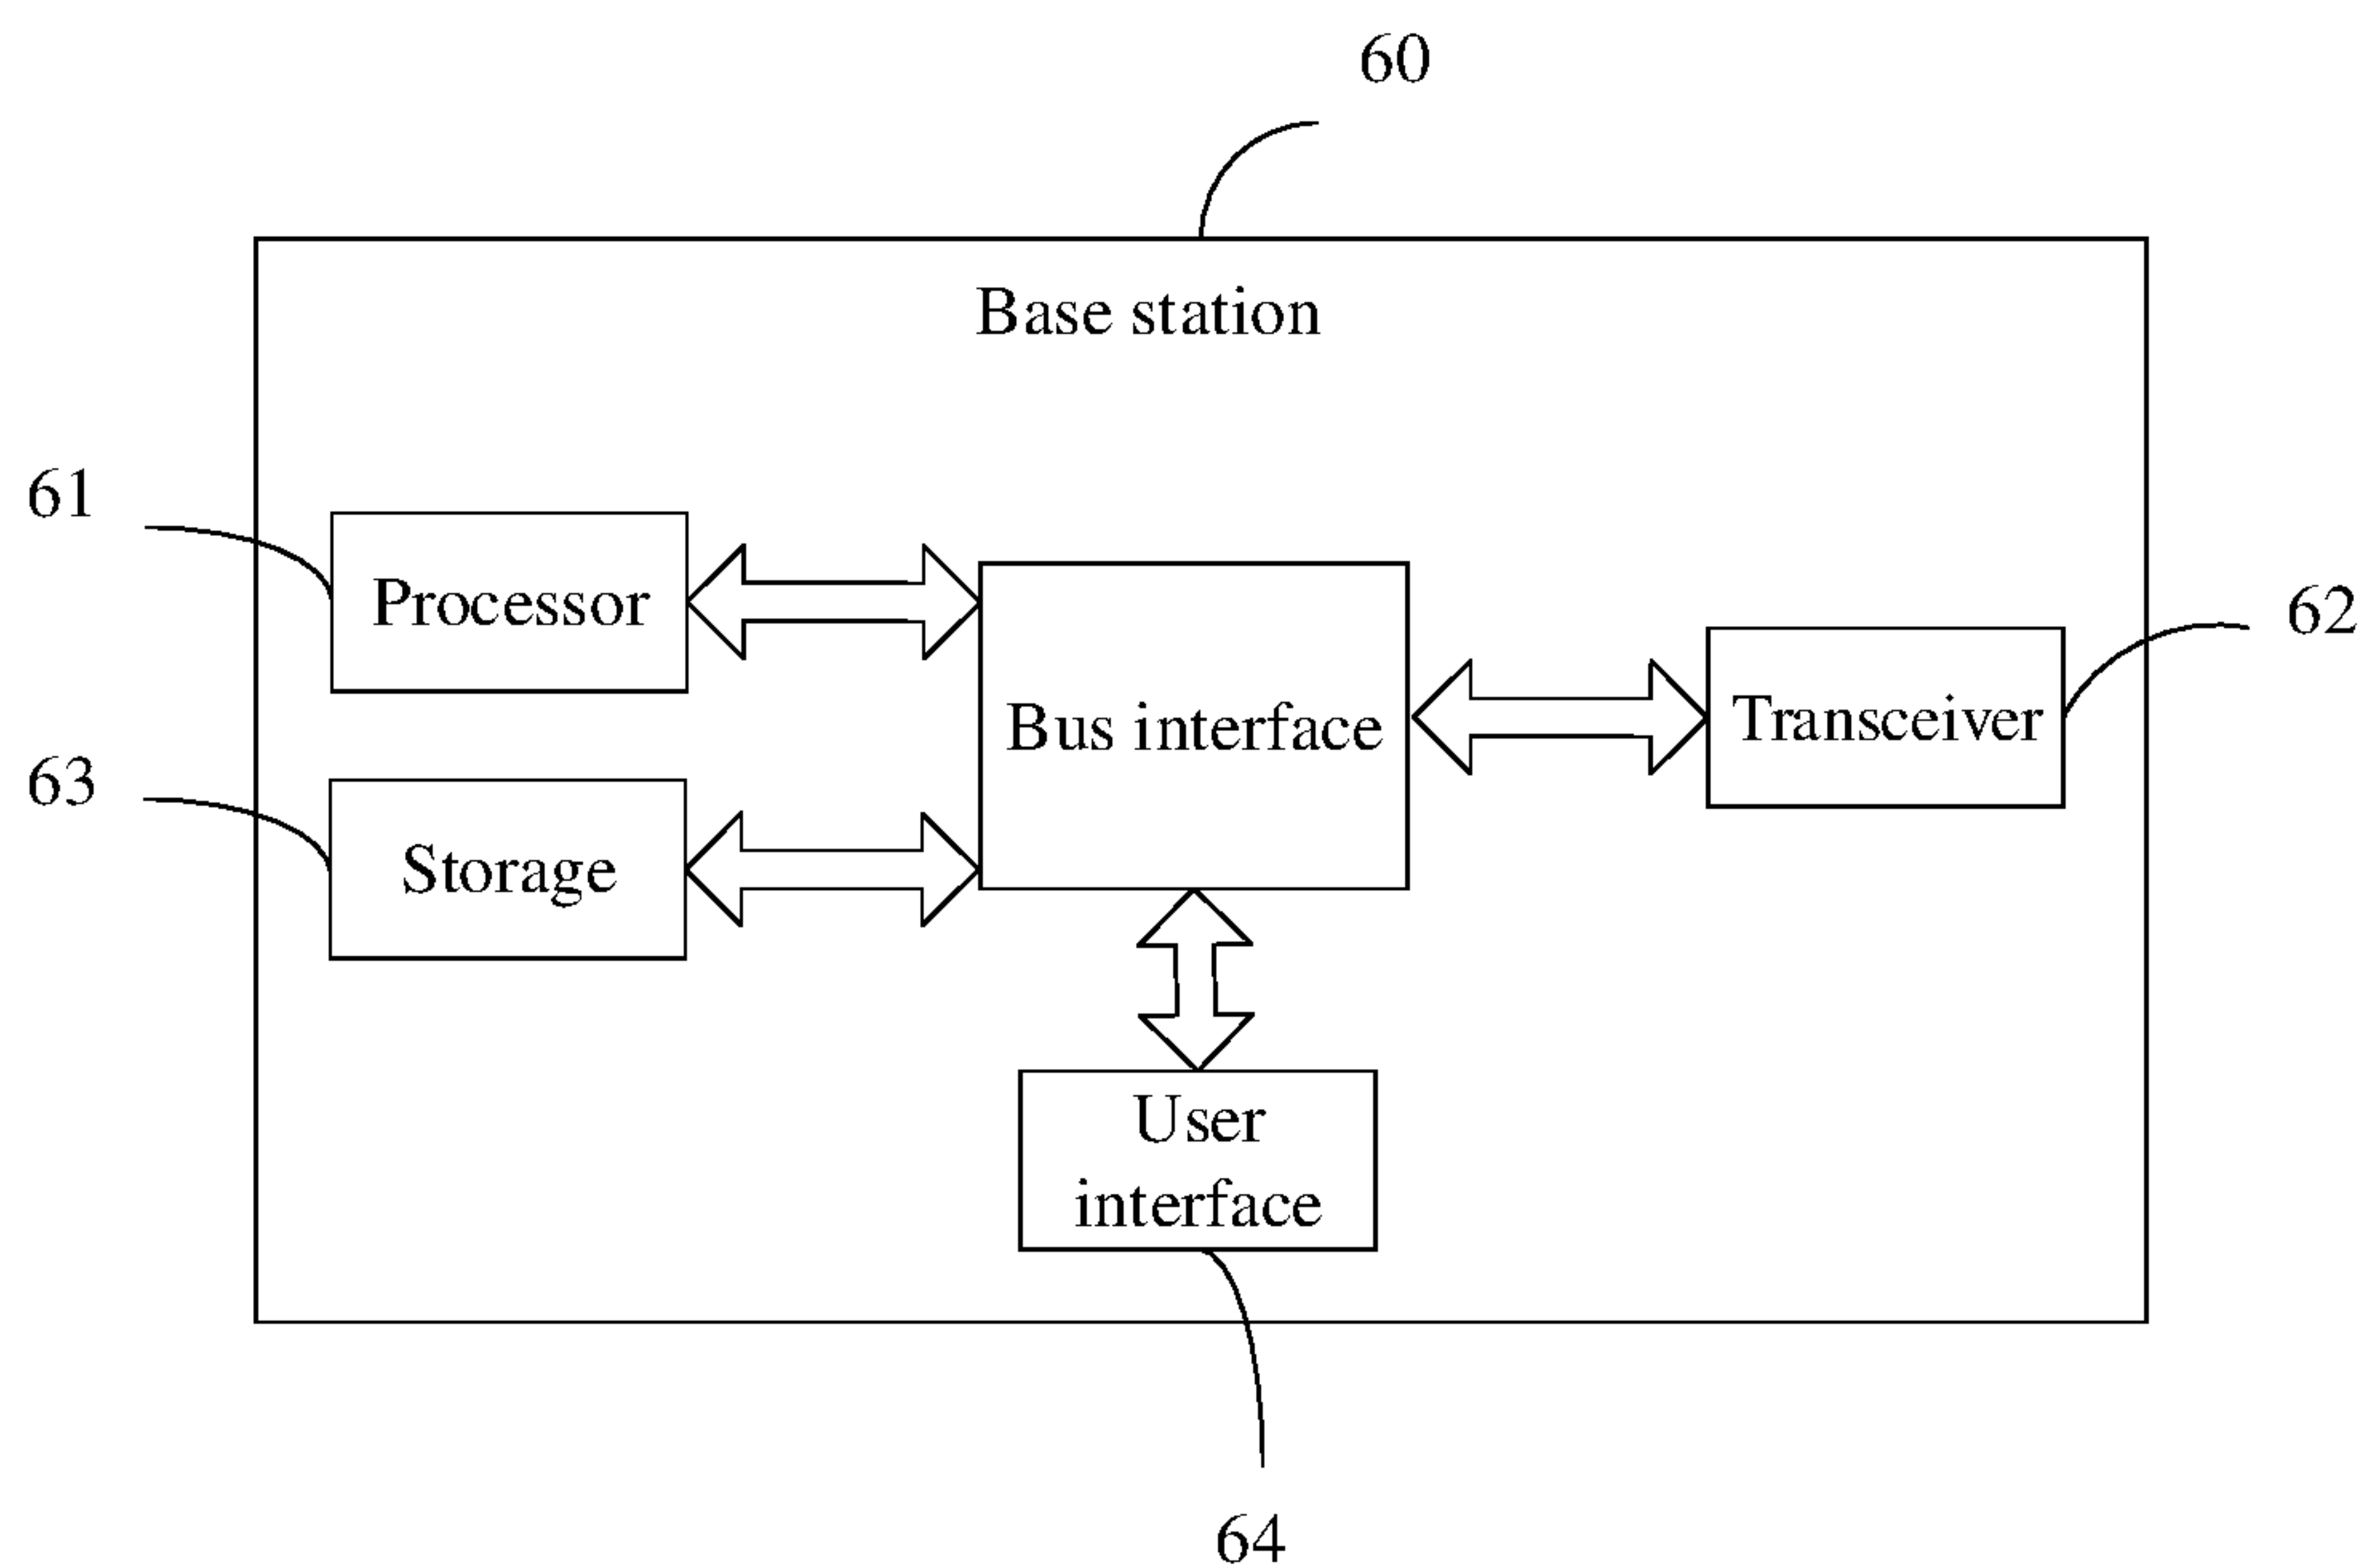 60
Base station
61
Processor
62
Bus interface
Transceiver
63
Storage
User
interface
64